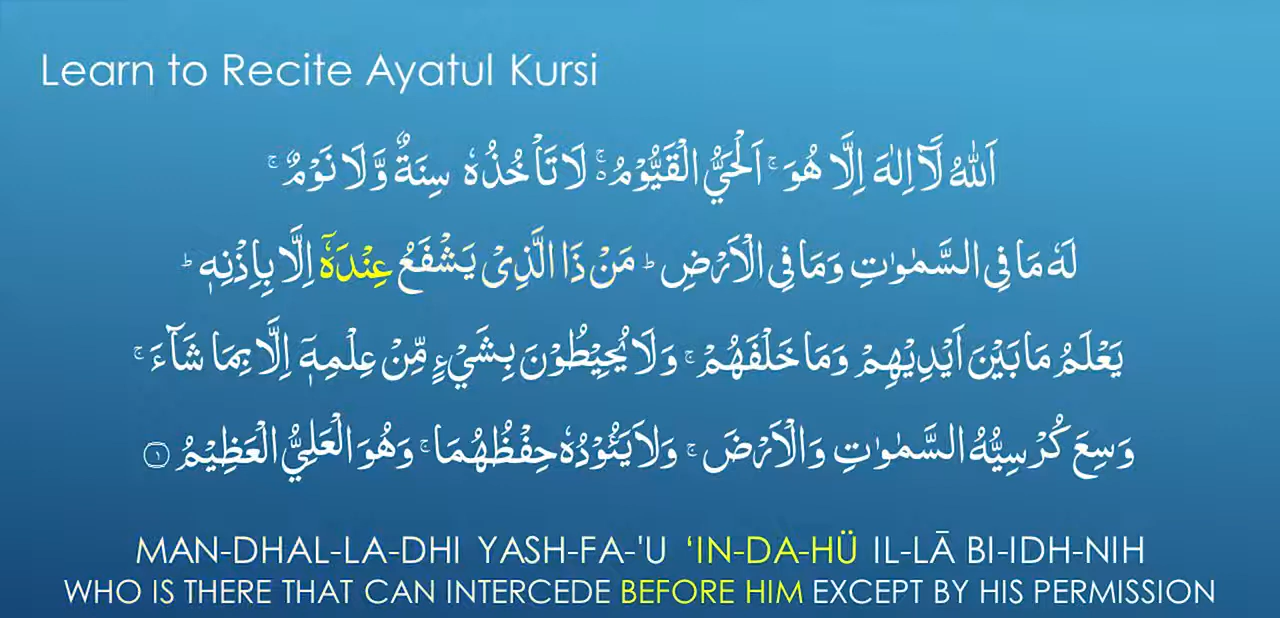 Learn to Recite Ayatul Kursi
اَللّٰهُ لَآ اِلٰهَ اِلَّا هُوَ ۚ اَلْحَيُّ الْقَيُّوْمُ ۚ۬ لَا تَاْخُذُهٗ سِنَةٌ وَّلَا نَوْمٌ ۚ
لَهٗ مَا فِى السَّمٰوٰتِ وَمَا فِى الْاَرْضِ ؕ مَنْ ذَا الَّذِىْ يَشْفَعُ عِنْدَهٗٓ اِلَّا بِاِذْنِهٖ ؕ
يَعْلَمُ مَا بَيْنَ اَيْدِيْهِمْ وَمَا خَلْفَهُمْ ۚ وَلَا يُحِيْطُوْنَ بِشَيْءٍ مِّنْ عِلْمِهٖٓ اِلَّا بِمَا شَآءَ ۚ
وَسِعَ كُرْسِيُّهُ السَّمٰوٰتِ وَالْاَرْضَ ۚ وَلَا يَـُٔوْدُهٗ حِفْظُهُمَا ۚ وَهُوَ الْعَلِيُّ الْعَظِيْمُ ۝١
MAN-DHAL-LA-DHI YASH-FA-'U ‘IN-DA-HÜ IL-LĀ BI-IDH-NIH
WHO IS THERE THAT CAN INTERCEDE BEFORE HIM EXCEPT BY HIS PERMISSION